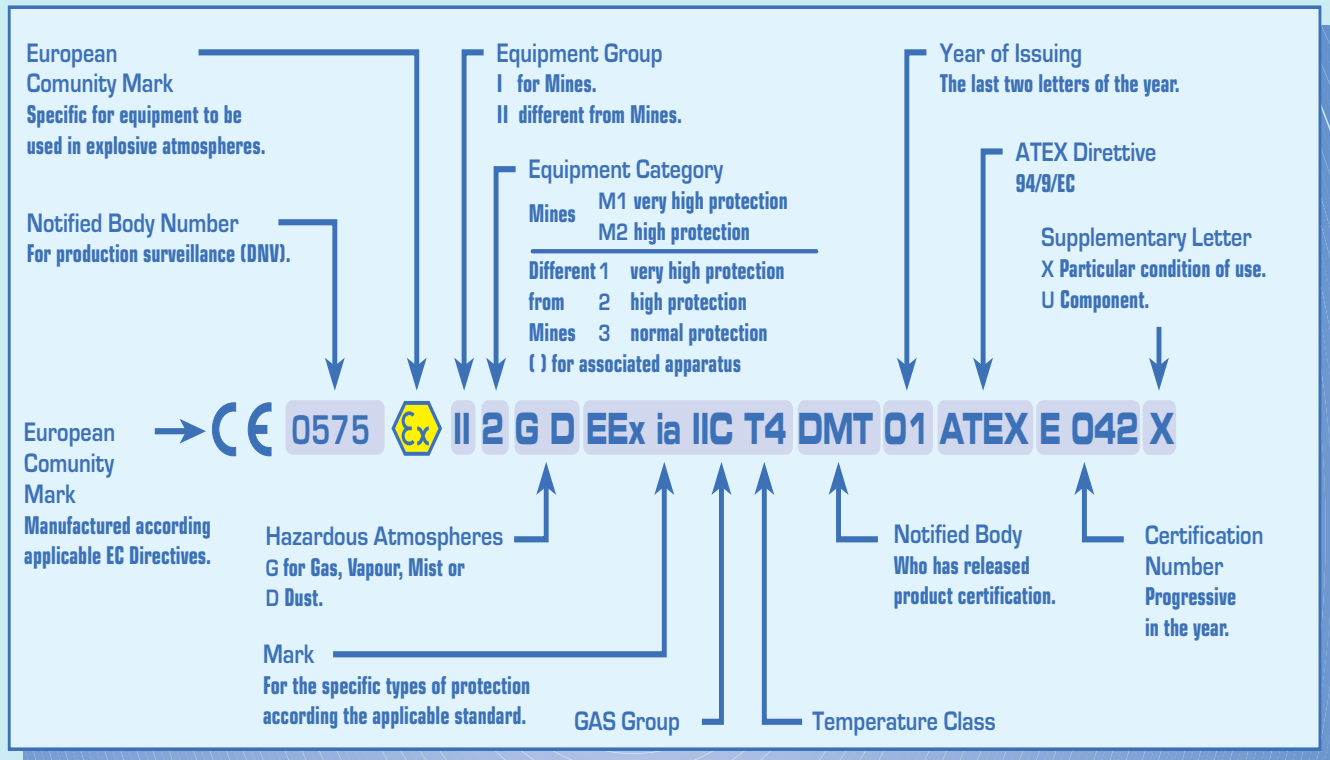 European
Comunity Mark
Specific for equipment to be
used in explosive atmospheres.
Notified Body Number
For production surveillance (DNV).
Equipment Group
I for Mines.
II different from Mines.
Equipment Category
Mines
M1 very high protection
M2 high protection
Different 1 very high protection
from 2 high protection
Mines 3 normal protection
( ) for associated apparatus
Year of Issuing
The last two letters of the year.
ATEX Direttive
94/9/EC
Supplementary Letter
X Particular condition of use.
U Component.
CE 0575 Ex II 2 G D EEx ia IIC T4 DMT 01 ATEX E 042 X
European
Comunity
Mark
Manufactured according
applicable EC Directives.
Hazardous Atmospheres
G for Gas, Vapour, Mist or
D Dust.
Mark
For the specific types of protection
according the applicable standard.
GAS Group
Temperature Class
Notified Body
Who has released
product certification.
Certification
Number
Progressive
in the year.